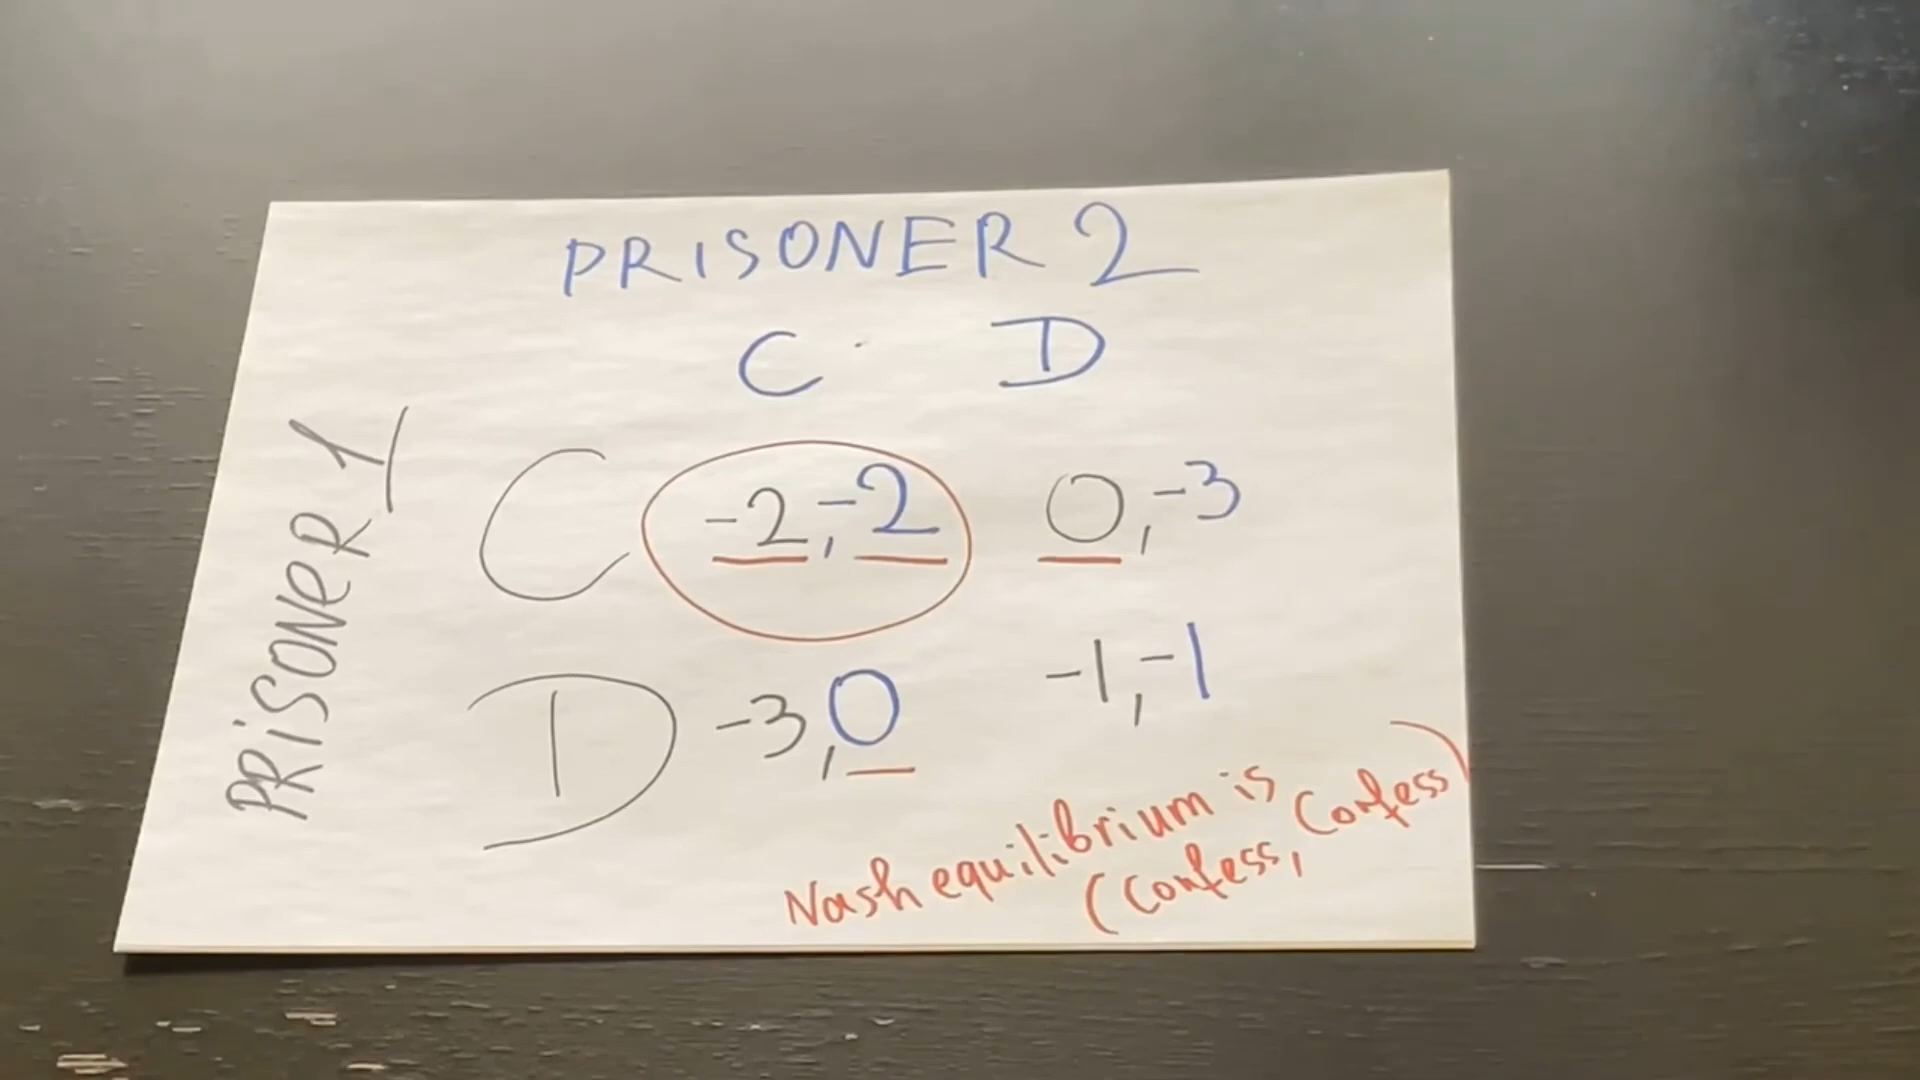 PRISONER 2
C D
PRISONER 1
C -2,-2 0,-3
D -3,0 -1,-1
Nash equilibrium is
(Confess, Confess)